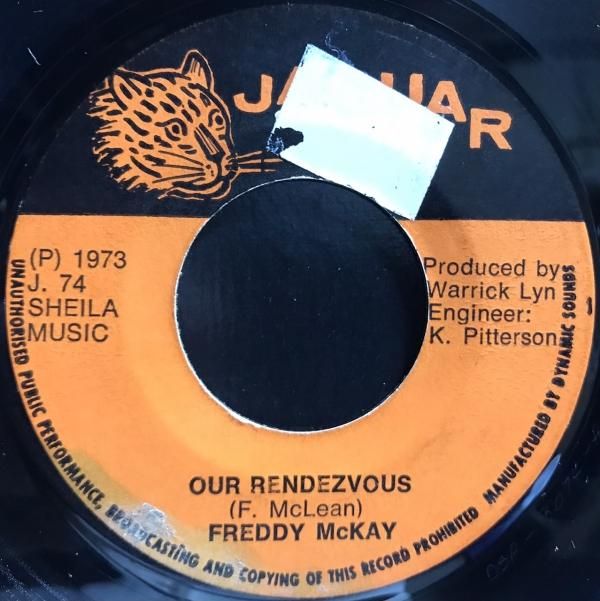 (P) 1973
J. 74
SHEILA
MUSIC
Produced by
Warrick Lyn
Engineer:
K. Pitterson
OUR RENDEZVOUS
(F. McLean)
FREDDY McKAY
UNAUTHORISED PUBLIC PERFORMANCE, BROADCASTING AND COPYING OF THIS RECORD PROHIBITED MANUFACTURED BY DYNAMIC SOUNDS